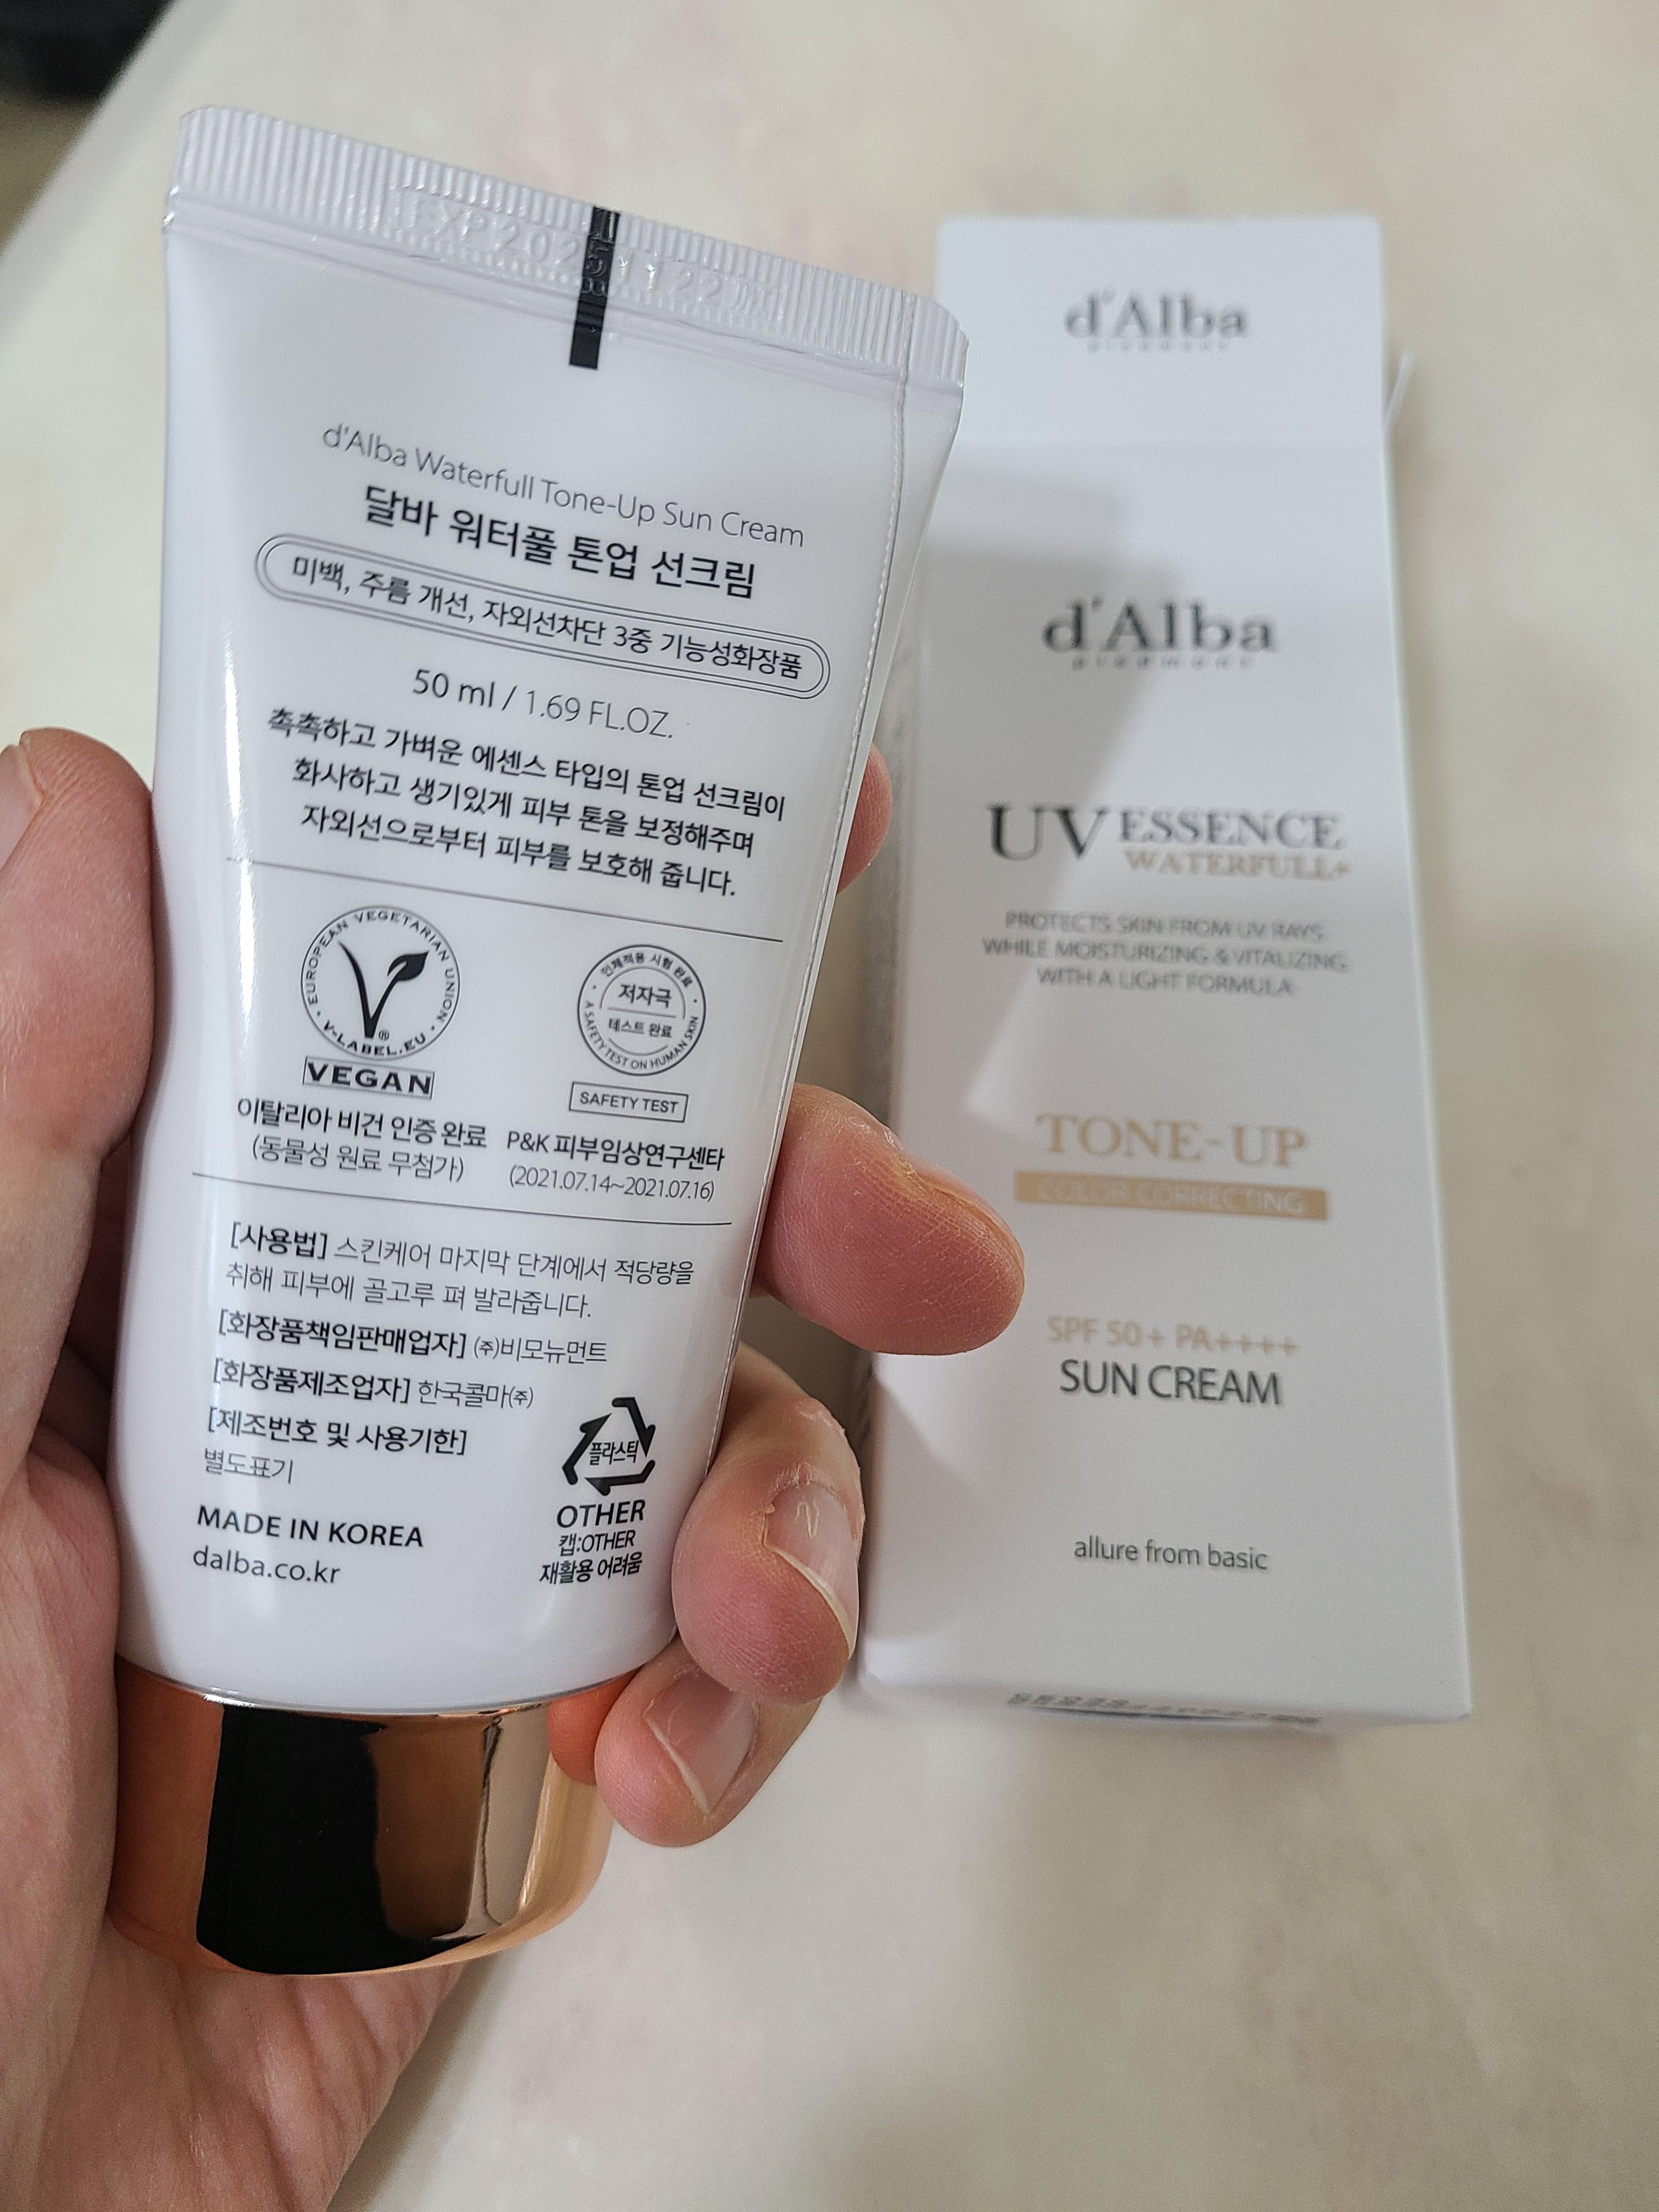 d'Alba Waterfull Tone-Up Sun Cream
달바 워터풀 톤업 선크림
미백, 주름 개선, 자외선차단 3중 기능성화장품
50 ml / 1.69 FL.OZ.
촉촉하고 가벼운 에센스 타입의 톤업 선크림이
화사하고 생기있게 피부 톤을 보정해주며
자외선으로부터 피부를 보호해 줍니다.
EUROPEAN VEGETARIAN UNION
V-LABEL.EU
VEGAN
이탈리아 비건 인증 완료
(동물성 원료 무첨가)
인체적용 시험 완료
저자극
테스트 완료
A SAFETY TEST ON HUMAN SKIN
SAFETY TEST
P&K 피부임상연구센타
(2021.07.14~2021.07.16)
[사용법] 스킨케어 마지막 단계에서 적당량을
취해 피부에 골고루 펴 발라줍니다.
[화장품책임판매업자] (주)비모뉴먼트
[화장품제조업자] 한국콜마(주)
[제조번호 및 사용기한]
별도표기
MADE IN KOREA
dalba.co.kr
플라스틱
OTHER
캡:OTHER
재활용 어려움
d'Alba
piedmont
d'Alba
piedmont
UV ESSENCE
WATERFULL+
PROTECTS SKIN FROM UV RAYS
WHILE MOISTURIZING & VITALIZING
WITH A LIGHT FORMULA
TONE-UP
COLOR CORRECTING
SPF 50+ PA++++
SUN CREAM
allure from basic